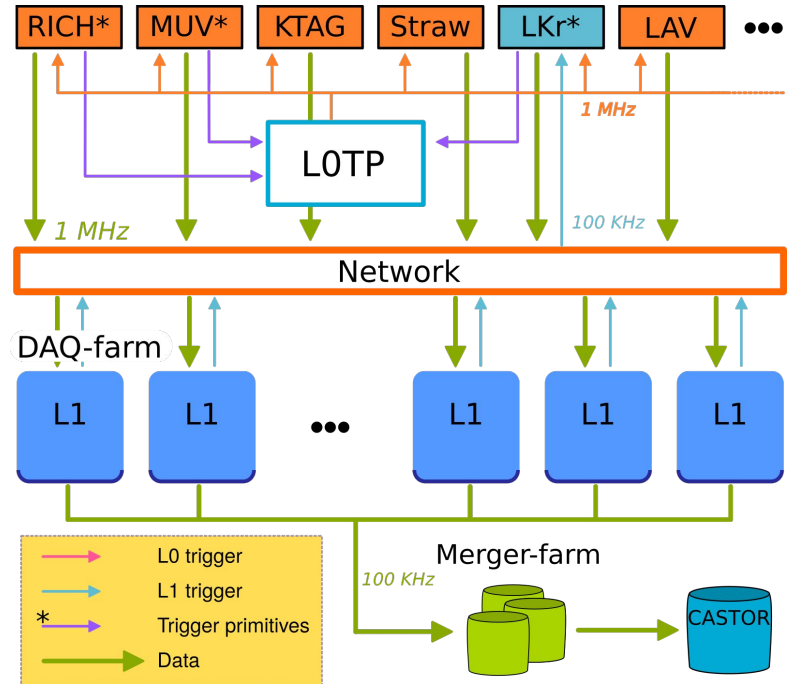 RICH* MUV* KTAG Straw LKr* LAV •••
1 MHz
L0TP
1 MHz
100 KHz
Network
DAQ-farm
L1 L1 ••• L1 L1 L1
L0 trigger
L1 trigger
* Trigger primitives
Data
100 KHz
Merger-farm
CASTOR